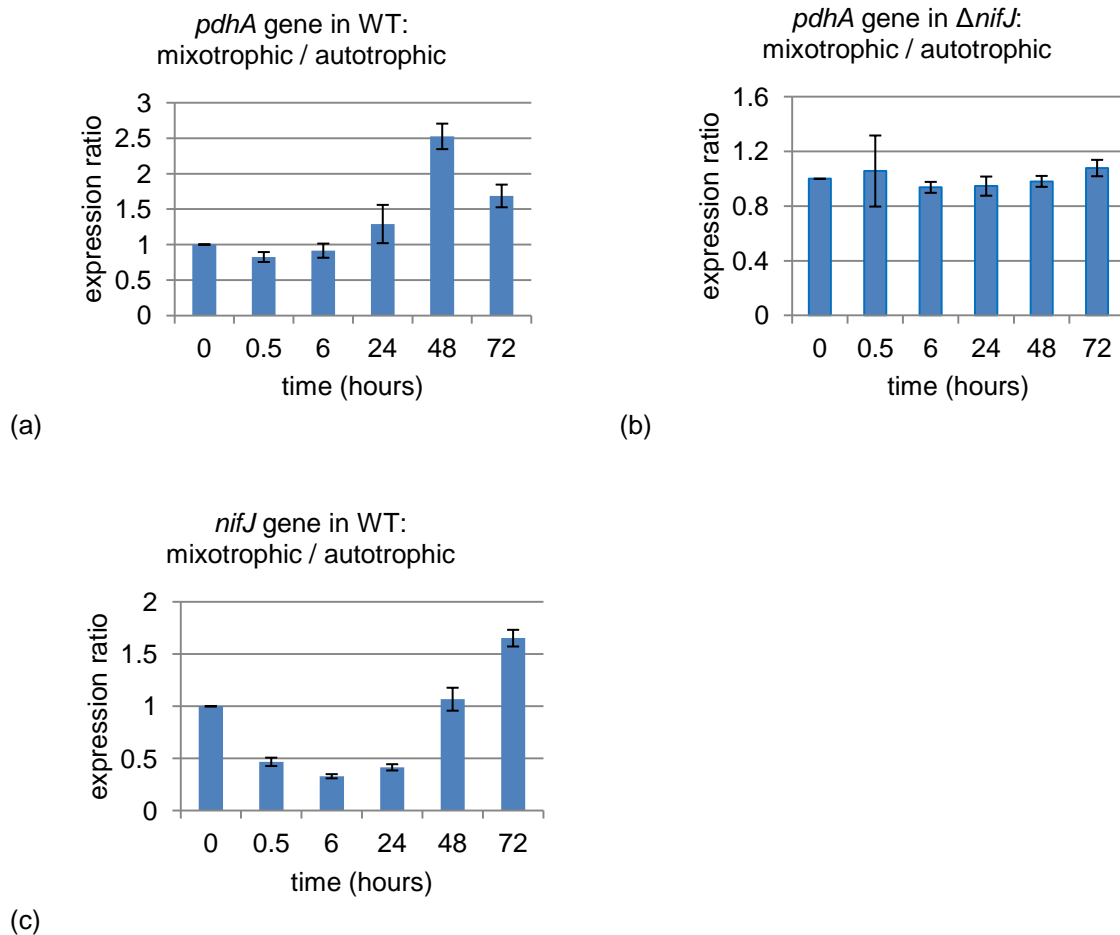 pdhA gene in WT:
mixotrophic / autotrophic
expression ratio
3
2.5
2
1.5
1
0.5
0
0 0.5 6 24 48 72
time (hours)
(a)
pdhA gene in ΔnifJ:
mixotrophic / autotrophic
expression ratio
1.6
1.2
0.8
0.4
0
0 0.5 6 24 48 72
time (hours)
(b)
nifJ gene in WT:
mixotrophic / autotrophic
expression ratio
2
1.5
1
0.5
0
0 0.5 6 24 48 72
time (hours)
(c)